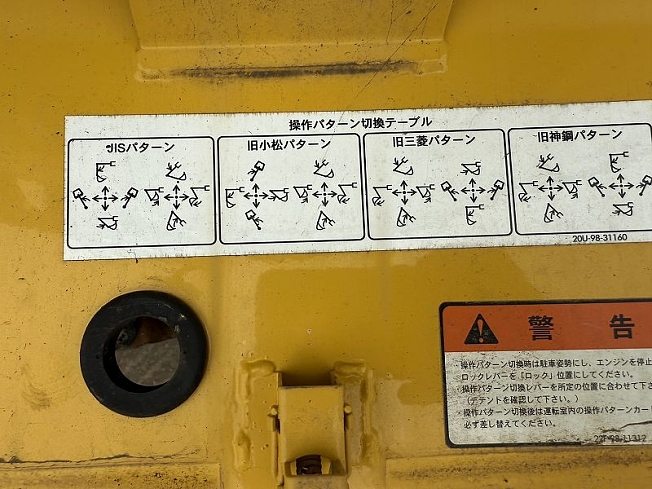 操作パターン切換テーブル
JISパターン
旧小松パターン
旧三菱パターン
旧神鋼パターン
20U-98-31160
警告
・操作パターン切換時は駐車姿勢にし、エンジンを停止
ロックレバーを「ロック」位置にしてください。
・操作パターン切換レバーを所定の位置に合わせて下さ
（デテントを確認して下さい。）
・操作パターン切換後は運転室内の操作パターンカー
必ず差し替えてください。